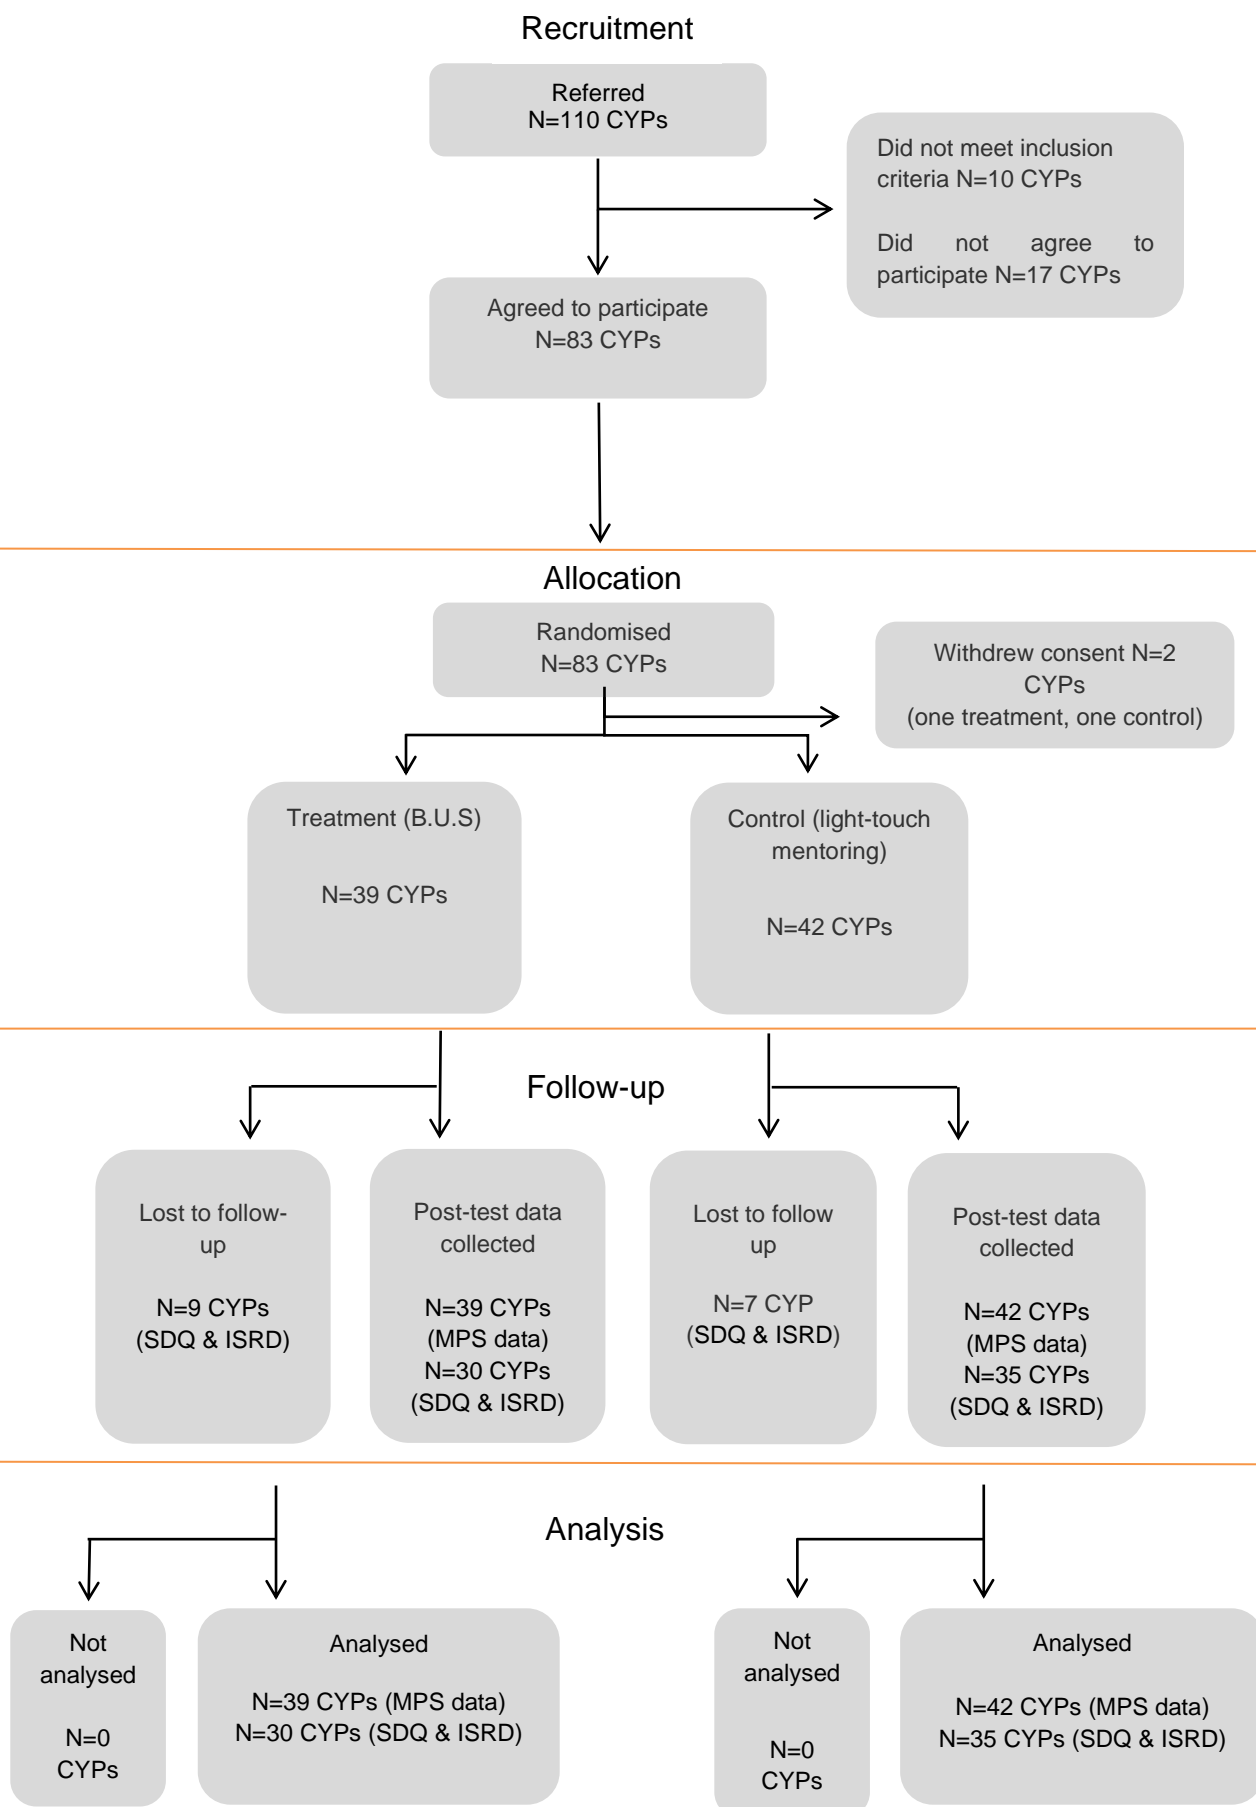 Recruitment
Referred
N=110 CYPs
Did not meet inclusion
criteria N=10 CYPs
Did not agree to
participate N=17 CYPs
Agreed to participate
N=83 CYPs
Allocation
Randomised
N=83 CYPs
Withdrew consent N=2
CYPs
(one treatment, one control)
Treatment (B.U.S)
N=39 CYPs
Control (light-touch
mentoring)
N=42 CYPs
Follow-up
Lost to follow-
up
N=9 CYPs
(SDQ & ISRD)
Post-test data
collected
N=39 CYPs
(MPS data)
N=30 CYPs
(SDQ & ISRD)
Lost to follow
up
N=7 CYP
(SDQ & ISRD)
Post-test data
collected
N=42 CYPs
(MPS data)
N=35 CYPs
(SDQ & ISRD)
Analysis
Not
analysed
N=0
CYPs
Analysed
N=39 CYPs (MPS data)
N=30 CYPs (SDQ & ISRD)
Not
analysed
N=0
CYPs
Analysed
N=42 CYPs (MPS data)
N=35 CYPs (SDQ & ISRD)